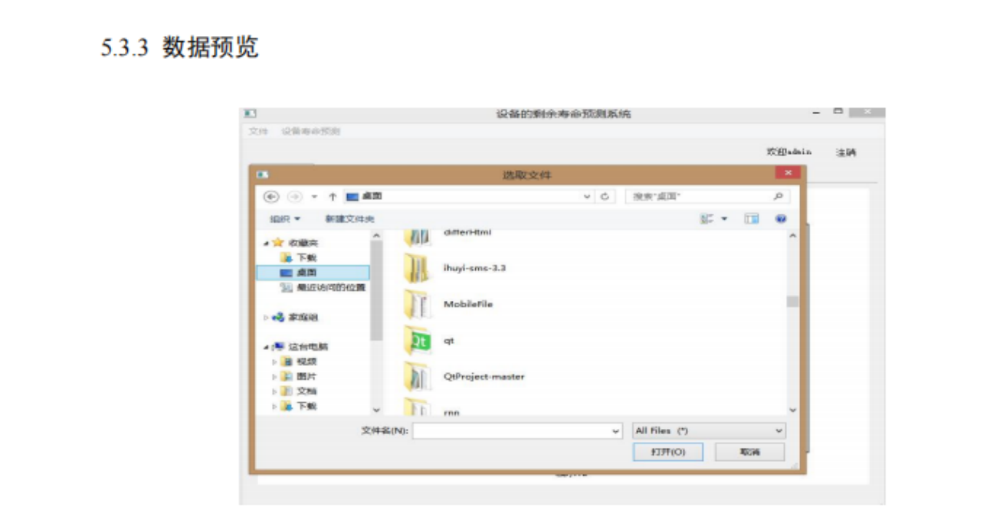 5.3.3 数据预览
设备的剩余寿命预测系统
文件 设备寿命预测
欢迎admin 注销
选取文件
桌面
搜索"桌面"
组织 新建文件夹
收藏夹
下载
桌面
最近访问的位置
家庭组
这台电脑
视频
图片
文档
下载
differHtml
ihuyi-sms-3.3
MobileFile
Qt
qt
QtProject-master
rnn
文件名(N):
All Files (*)
打开(O)
取消